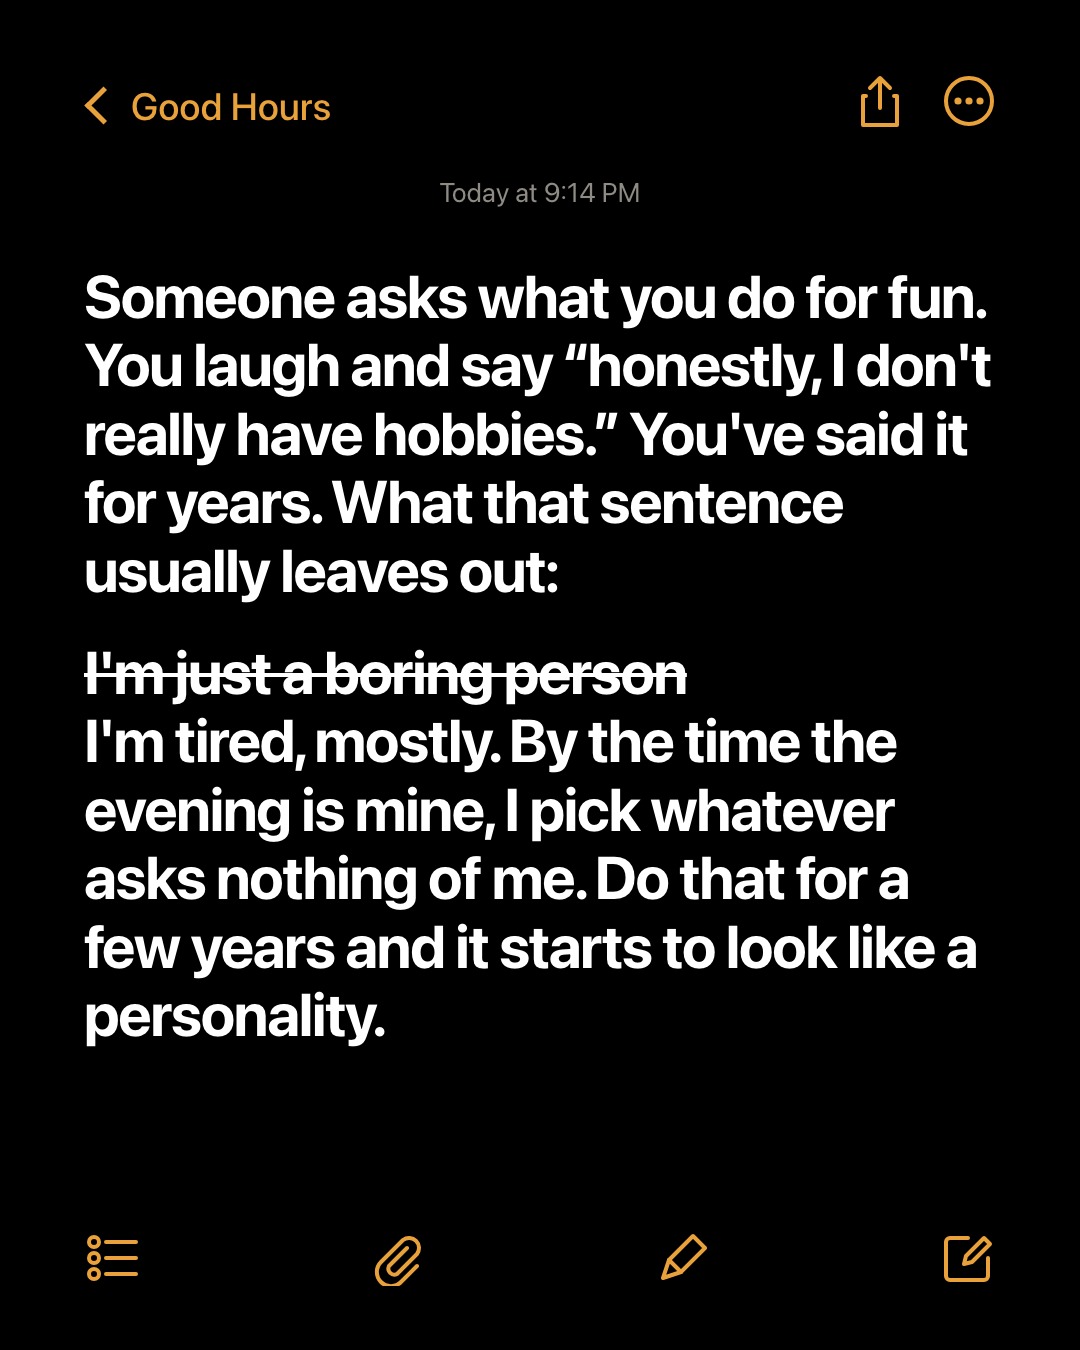 Good Hours
Today at 9:14 PM
Someone asks what you do for fun.
You laugh and say “honestly, I don't
really have hobbies.” You've said it
for years. What that sentence
usually leaves out:
I'm just a boring person
I'm tired, mostly. By the time the
evening is mine, I pick whatever
asks nothing of me. Do that for a
few years and it starts to look like a
personality.